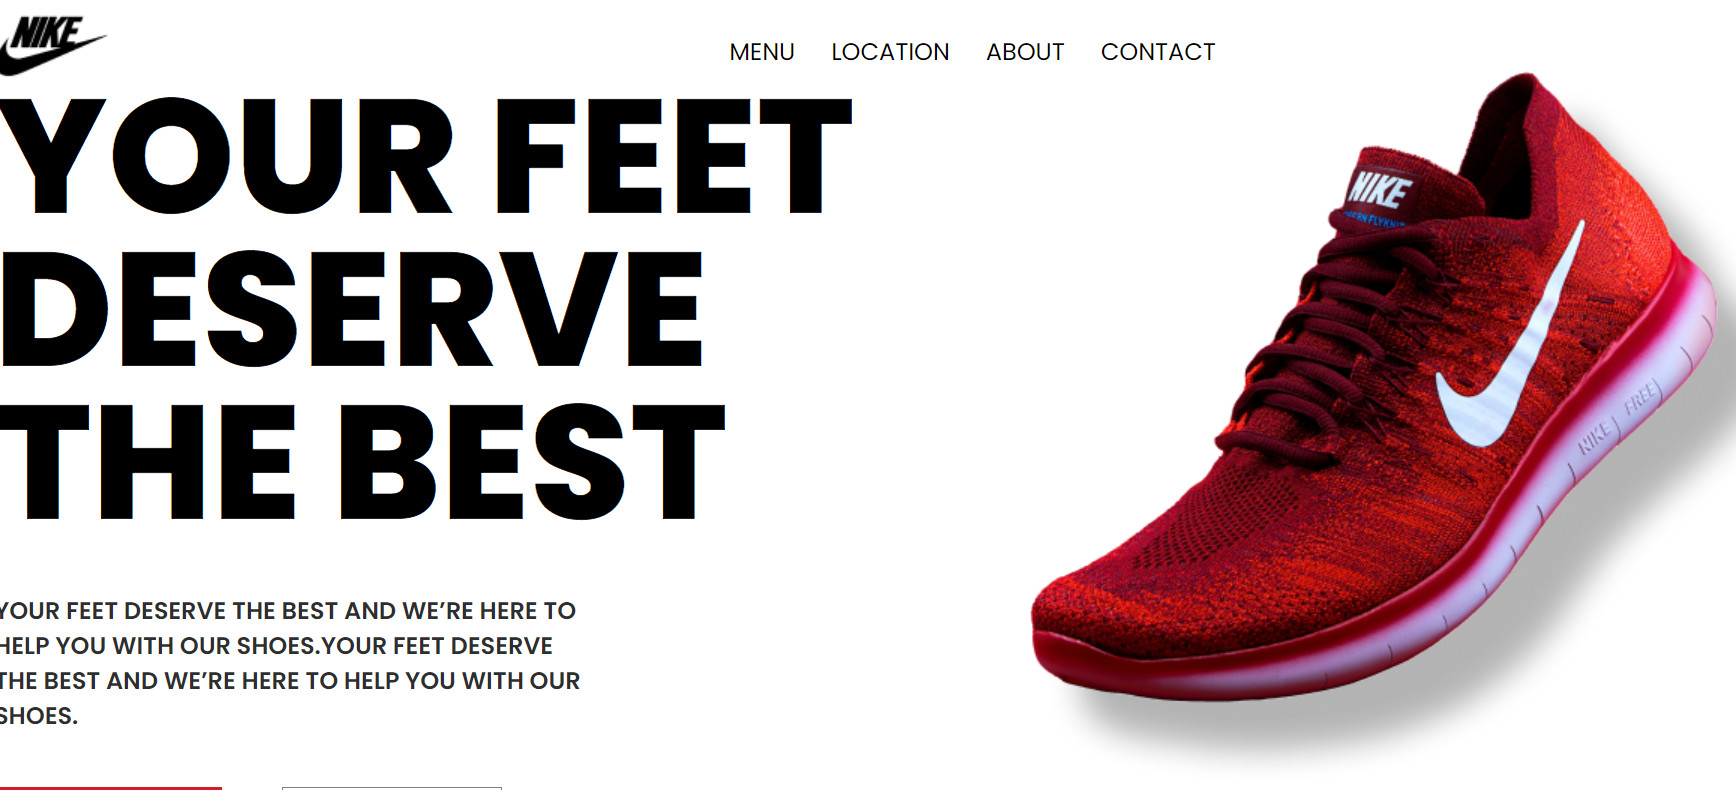 NIKE
MENU LOCATION ABOUT CONTACT
YOUR FEET
DESERVE
THE BEST
YOUR FEET DESERVE THE BEST AND WE’RE HERE TO
HELP YOU WITH OUR SHOES.YOUR FEET DESERVE
THE BEST AND WE’RE HERE TO HELP YOU WITH OUR
SHOES.
NIKE
NIKE FREE